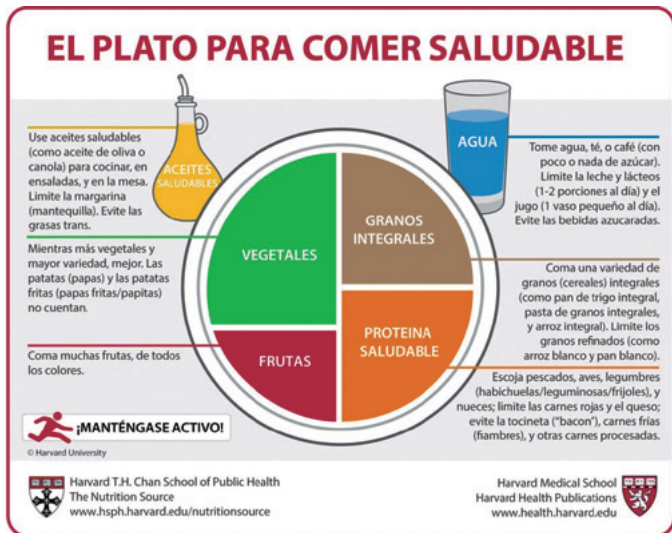 EL PLATO PARA COMER SALUDABLE
Use aceites saludables
(como aceite de oliva o
canola) para cocinar, en
ensaladas, y en la mesa.
Limite la margarina
(mantequilla). Evite las
grasas trans.
ACEITES
SALUDABLES
AGUA
Tome agua, té, o café (con
poco o nada de azúcar).
Limite la leche y lácteos
(1-2 porciones al día) y el
jugo (1 vaso pequeño al día).
Evite las bebidas azucaradas.
Mientras más vegetales y
mayor variedad, mejor. Las
patatas (papas) y las patatas
fritas (papas fritas/papitas)
no cuentan.
VEGETALES
GRANOS
INTEGRALES
Coma una variedad de
granos (cereales) integrales
(como pan de trigo integral,
pasta de granos integrales,
y arroz integral). Limite los
granos refinados (como
arroz blanco y pan blanco).
Coma muchas frutas, de todos
los colores.
FRUTAS
PROTEINA
SALUDABLE
Escoja pescados, aves, legumbres
(habichuelas/leguminosas/frijoles), y
nueces; limite las carnes rojas y el queso;
evite la tocineta ("bacon"), carnes frías
(fiambres), y otras carnes procesadas.
¡MANTÉNGASE ACTIVO!
© Harvard University
Harvard T.H. Chan School of Public Health
The Nutrition Source
www.hsph.harvard.edu/nutritionsource
Harvard Medical School
Harvard Health Publications
www.health.harvard.edu